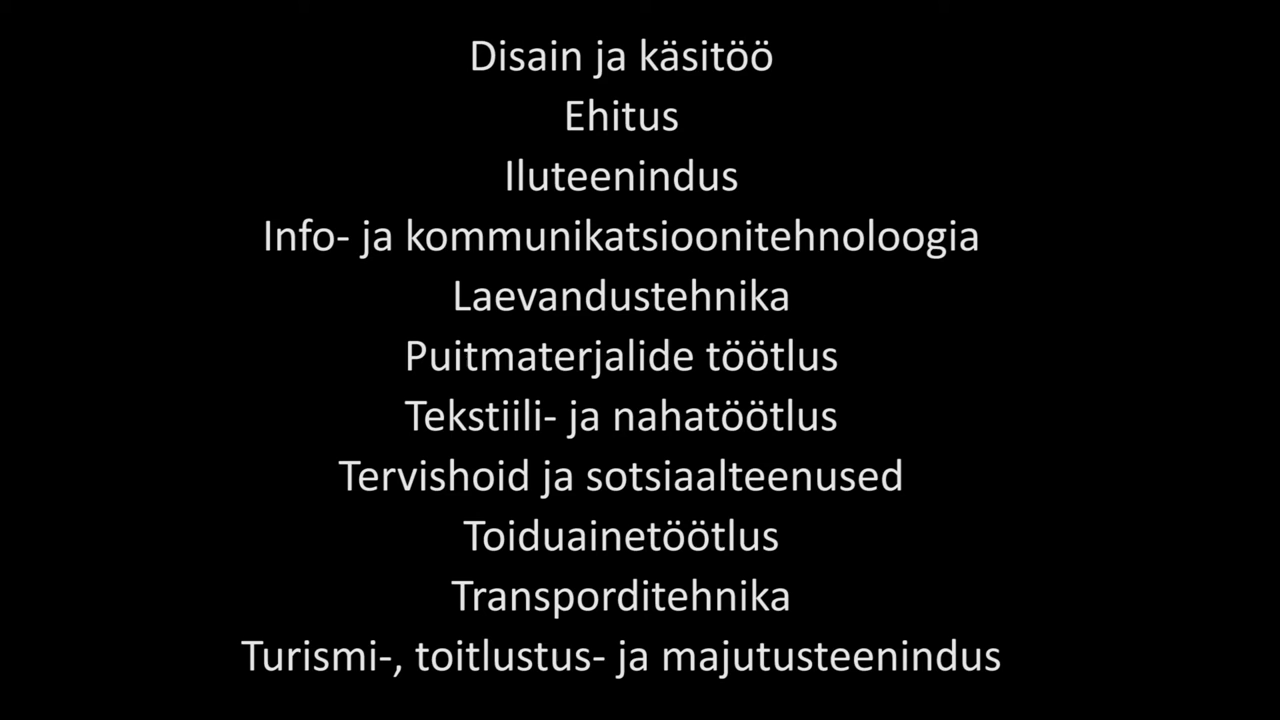 Disain ja käsitöö
Ehitus
Iluteenindus
Info- ja kommunikatsioonitehnoloogia
Laevandustehnika
Puitmaterjalide töötlus
Tekstiili- ja nahatöötlus
Tervishoid ja sotsiaalteenused
Toiduainetöötlus
Transporditehnika
Turismi-, toitlustus- ja majutusteenindus